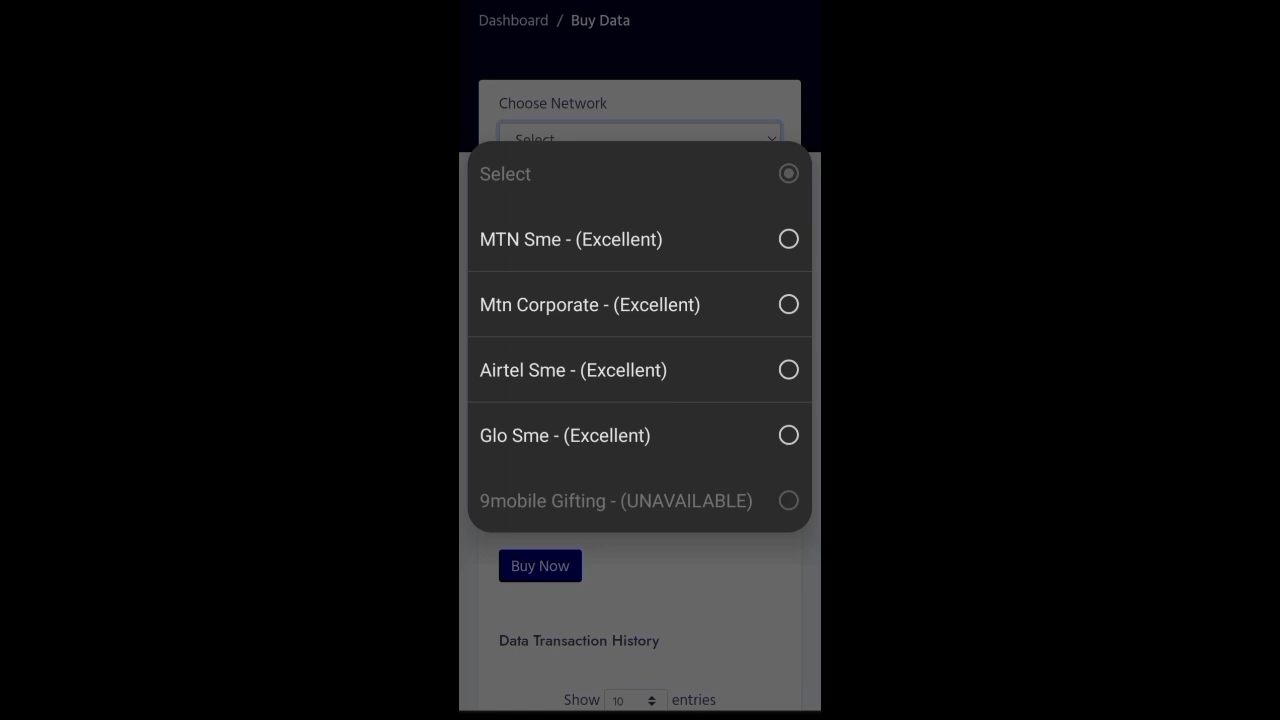 Dashboard / Buy Data
Choose Network
Select
Select
MTN Sme - (Excellent)
Mtn Corporate - (Excellent)
Airtel Sme - (Excellent)
Glo Sme - (Excellent)
9mobile Gifting - (UNAVAILABLE)
Buy Now
Data Transaction History
Show 10 entries